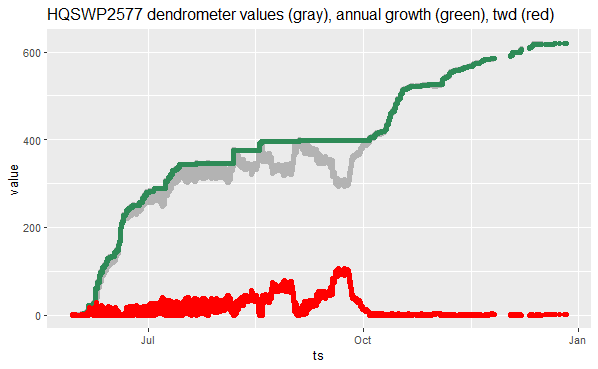 HQSWP2577 dendrometer values (gray), annual growth (green), twd (red)
600
400
200
0
value
Jul
Oct
Jan
ts